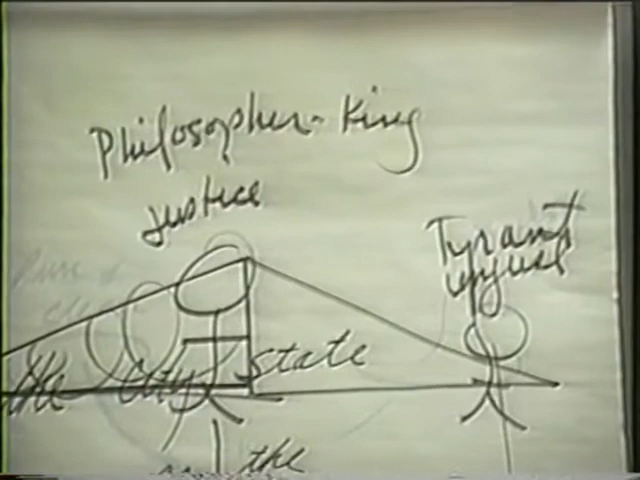 Philosopher-King
Justice
Tyrant
unjust
the City state
the